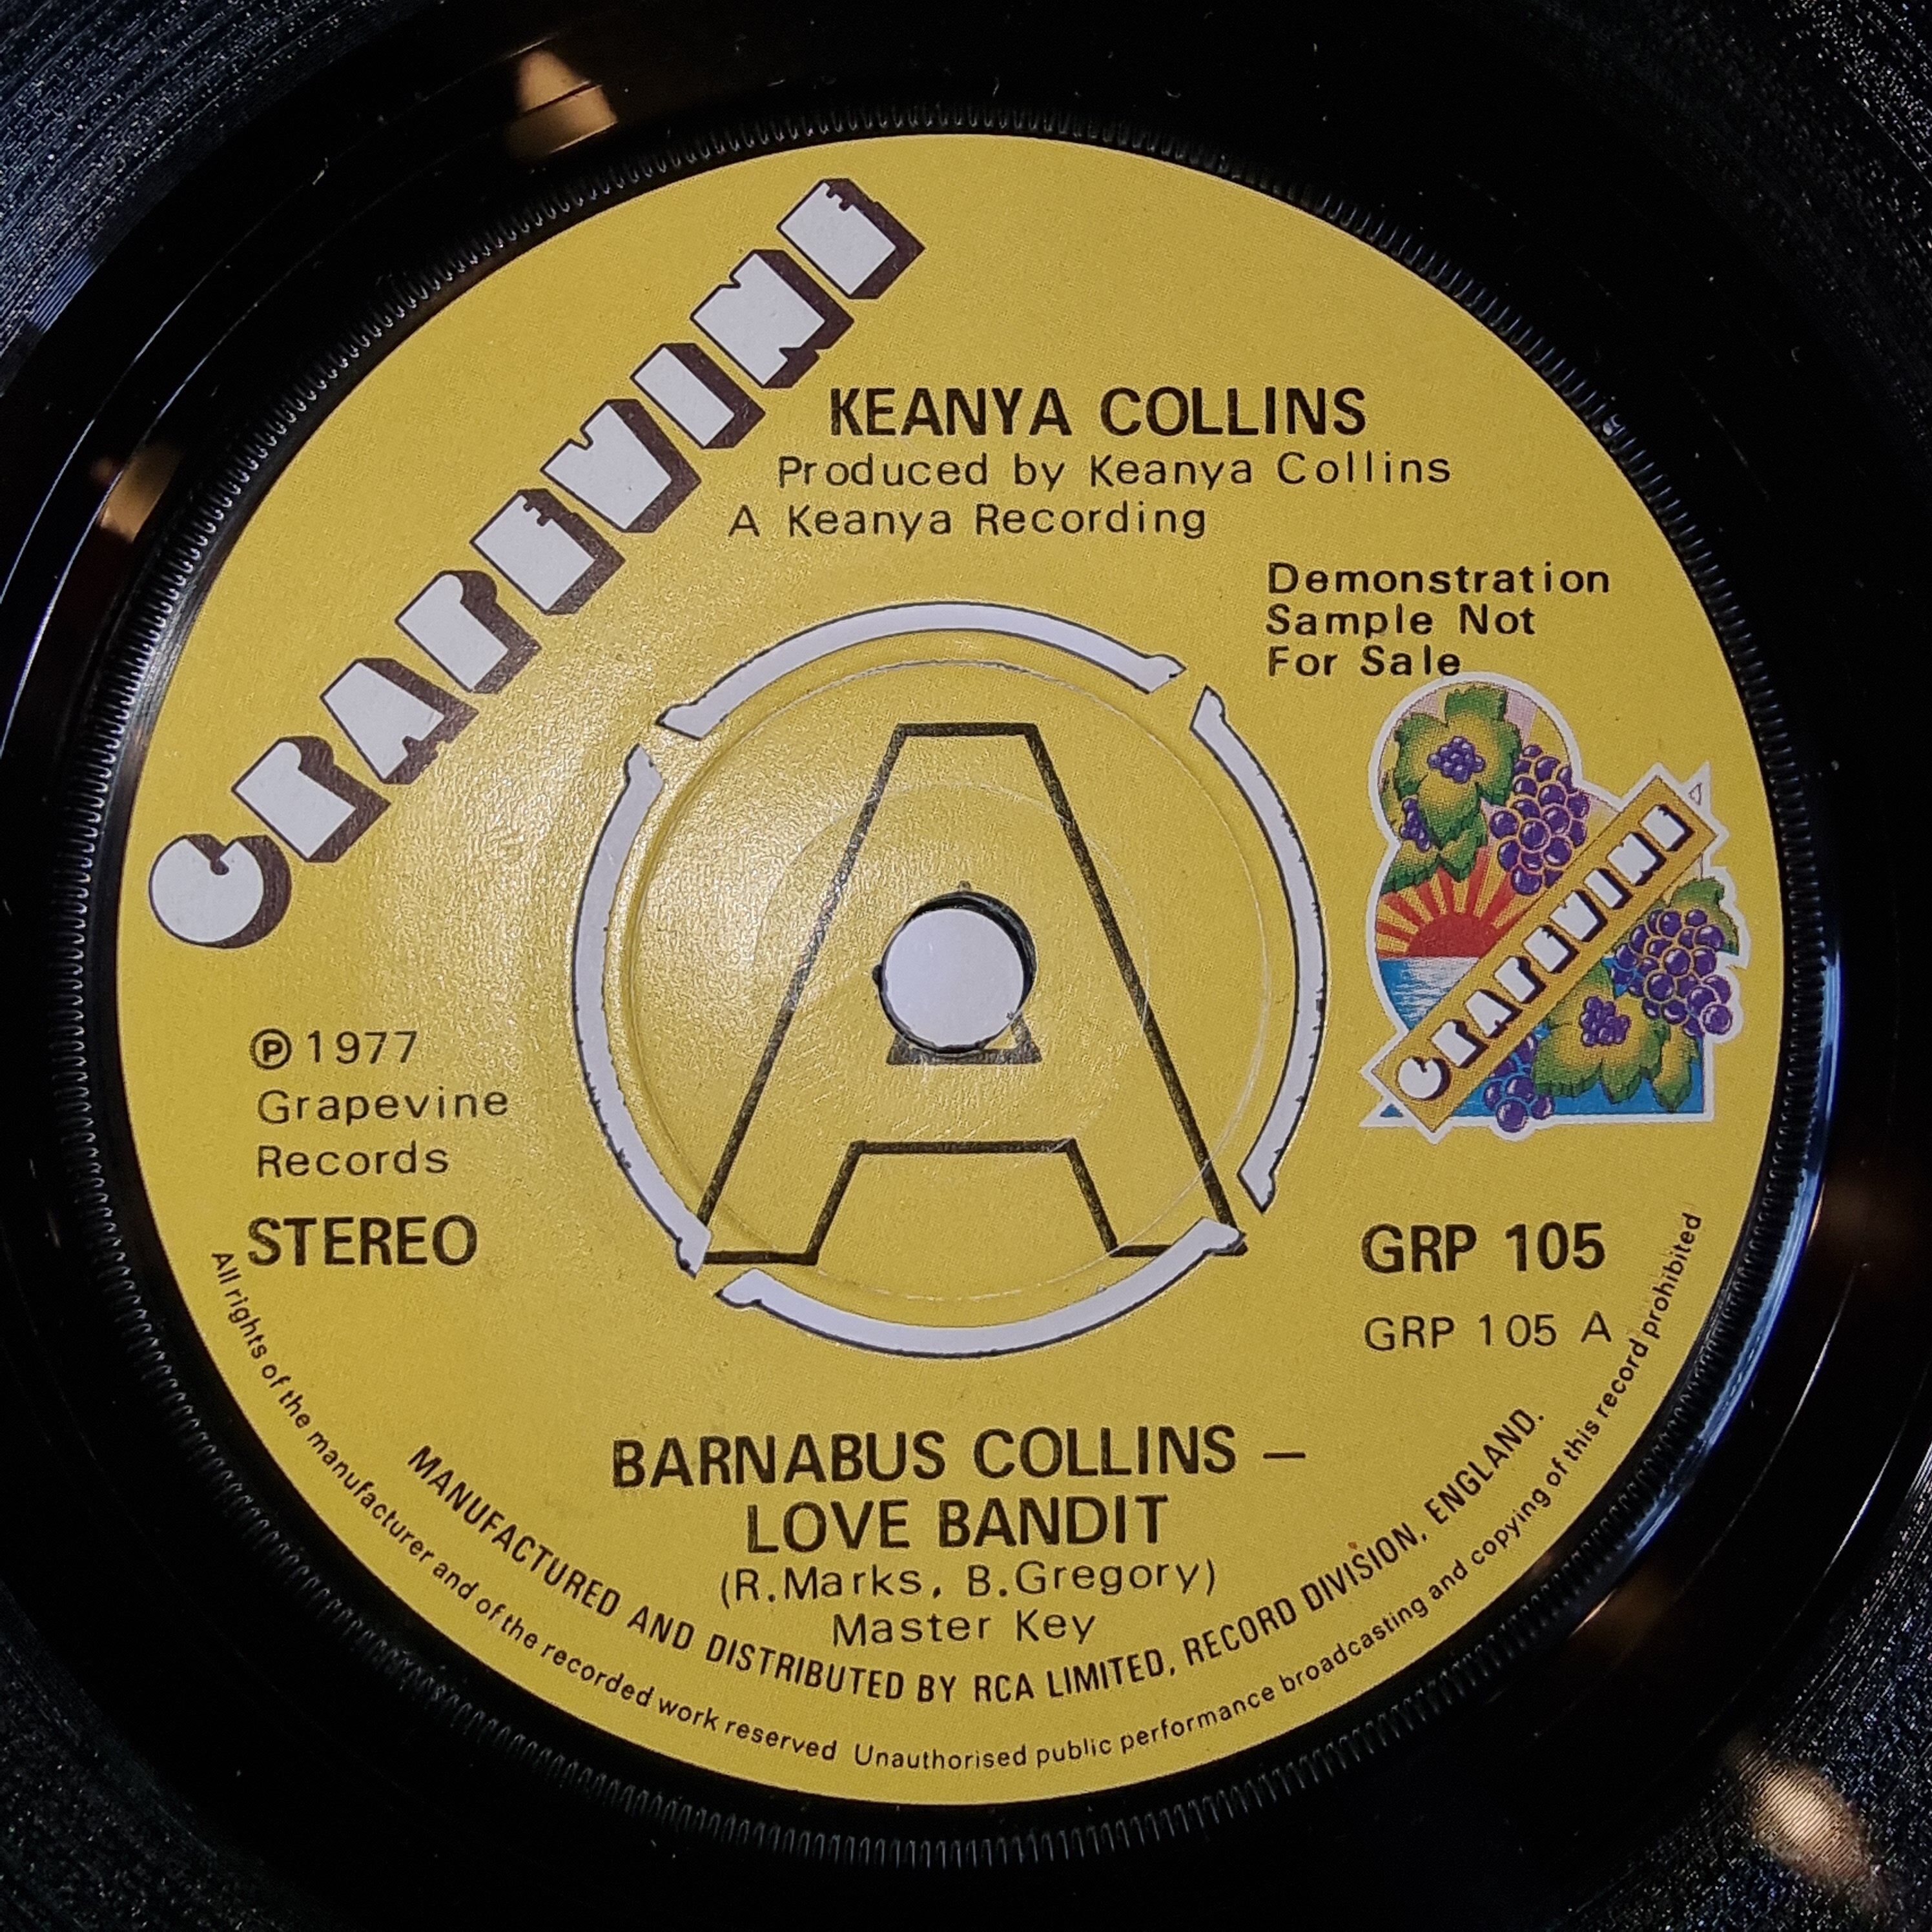 GRAPEVINE
KEANYA COLLINS
Produced by Keanya Collins
A Keanya Recording
Demonstration
Sample Not
For Sale
A
GRAPEVINE
Ⓟ1977
Grapevine
Records
STEREO
GRP 105
GRP 105 A
BARNABUS COLLINS —
LOVE BANDIT
(R.Marks, B.Gregory)
Master Key
MANUFACTURED AND DISTRIBUTED BY RCA LIMITED, RECORD DIVISION, ENGLAND.
All rights of the manufacturer and of the recorded work reserved Unauthorised public performance broadcasting and copying of this record prohibited